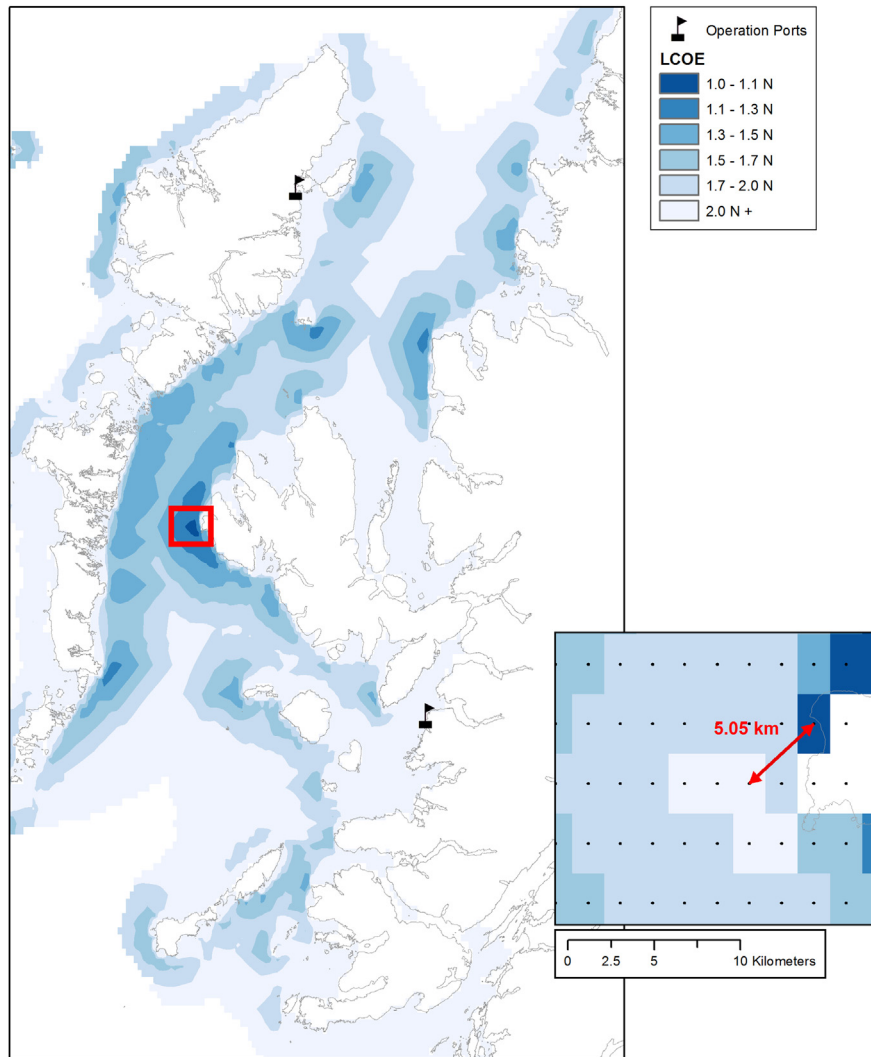 Operation Ports
LCOE
1.0 - 1.1 N
1.1 - 1.3 N
1.3 - 1.5 N
1.5 - 1.7 N
1.7 - 2.0 N
2.0 N +
5.05 km
0 2.5 5 10 Kilometers